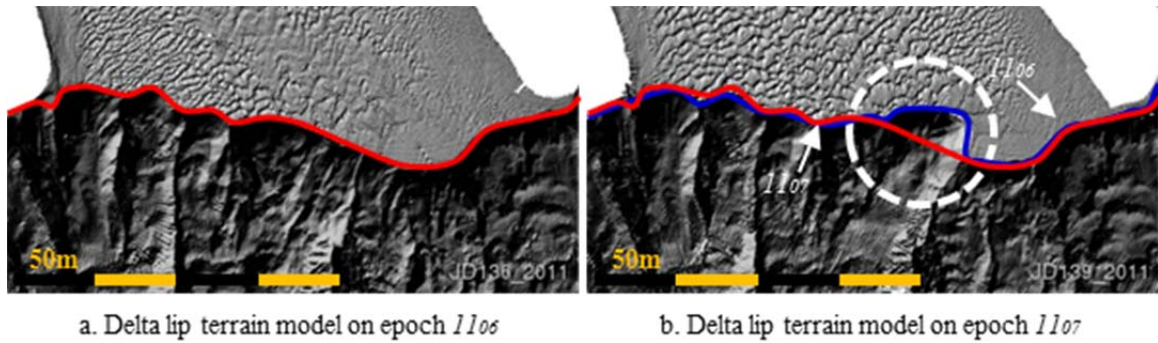 50m
JD138_2011
1106
1107
50m
JD139_2011
a. Delta lip terrain model on epoch 1106
b. Delta lip terrain model on epoch 1107